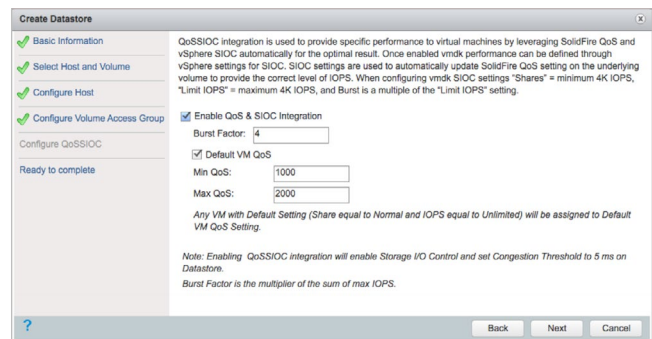 Create Datastore
Basic Information
Select Host and Volume
Configure Host
Configure Volume Access Group
Configure QoSSIOC
Ready to complete
QoSSIOC integration is used to provide specific performance to virtual machines by leveraging SolidFire QoS and
vSphere SIOC automatically for the optimal result. Once enabled vmdk performance can be defined through
vSphere settings for SIOC. SIOC settings are used to automatically update SolidFire QoS setting on the underlying
volume to provide the correct level of IOPS. When configuring vmdk SIOC settings "Shares" = minimum 4K IOPS,
"Limit IOPS" = maximum 4K IOPS, and Burst is a multiple of the "Limit IOPS" setting.
Enable QoS & SIOC Integration
Burst Factor: 4
Default VM QoS
Min QoS: 1000
Max QoS: 2000
Any VM with Default Setting (Share equal to Normal and IOPS equal to Unlimited) will be assigned to Default
VM QoS Setting.
Note: Enabling QoSSIOC integration will enable Storage I/O Control and set Congestion Threshold to 5 ms on
Datastore.
Burst Factor is the multiplier of the sum of max IOPS.
?
Back Next Cancel